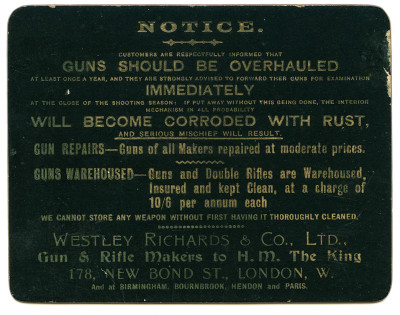 NOTICE.
CUSTOMERS ARE RESPECTFULLY INFORMED THAT
GUNS SHOULD BE OVERHAULED
AT LEAST ONCE A YEAR, AND THEY ARE STRONGLY ADVISED TO FORWARD THEIR GUNS FOR EXAMINATION
IMMEDIATELY
AT THE CLOSE OF THE SHOOTING SEASON: IF PUT AWAY WITHOUT THIS BEING DONE, THE INTERIOR
MECHANISM IN ALL PROBABILITY
WILL BECOME CORRODED WITH RUST,
AND SERIOUS MISCHIEF WILL RESULT.
GUN REPAIRS—Guns of all Makers repaired at moderate prices.
GUNS WAREHOUSED—Guns and Double Rifles are Warehoused,
Insured and kept Clean, at a charge of
10/6 per annum each
WE CANNOT STORE ANY WEAPON WITHOUT FIRST HAVING IT THOROUGHLY CLEANED.
WESTLEY RICHARDS & CO., LTD.,
Gun & Rifle Makers to H.M. The King
178, NEW BOND ST., LONDON, W.
And at BIRMINGHAM, BOURNBROOK, HENDON and PARIS.